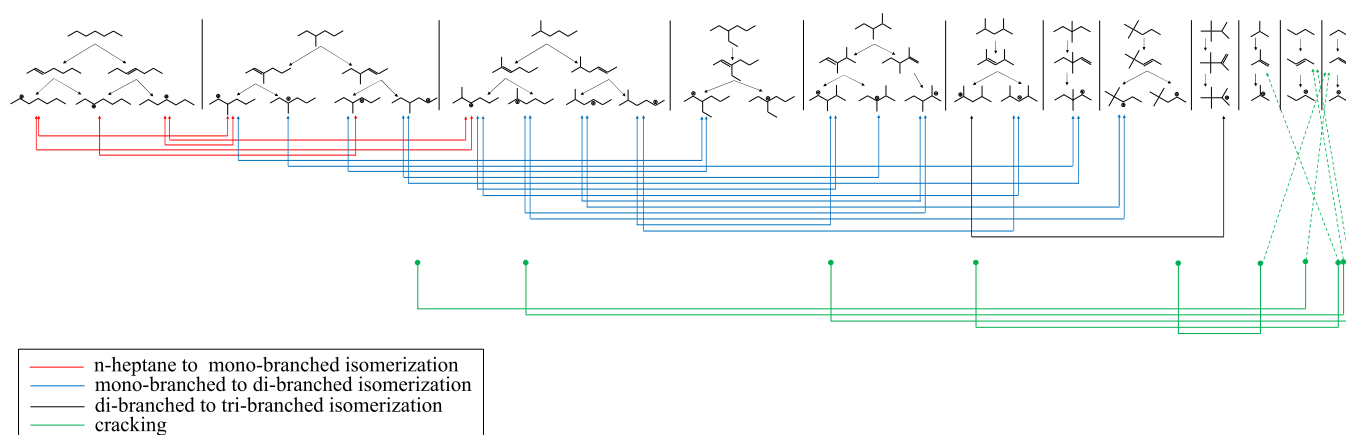 n-heptane to mono-branched isomerization
mono-branched to di-branched isomerization
di-branched to tri-branched isomerization
cracking